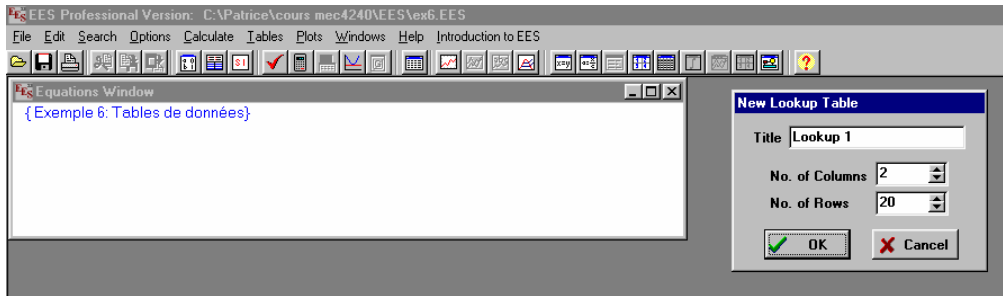 EES Professional Version: C:\Patrice\cours mec4240\EES\ex6.EES
File Edit Search Options Calculate Tables Plots Windows Help Introduction to EES
Equations Window
{ Exemple 6: Tables de données}
New Lookup Table
Title Lookup 1
No. of Columns 2
No. of Rows 20
OK Cancel